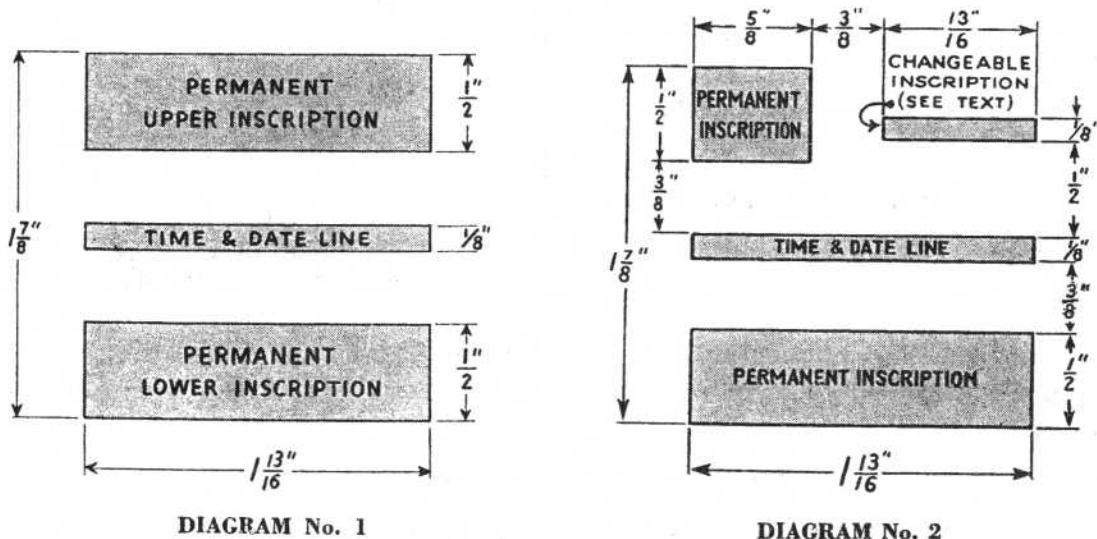 PERMANENT
UPPER INSCRIPTION
1/2"
1 7/8"
TIME & DATE LINE
1/8"
PERMANENT
LOWER INSCRIPTION
1/2"
1 13/16"
DIAGRAM No. 1
5/8" 3/8" 13/16"
CHANGEABLE
INSCRIPTION
(SEE TEXT)
PERMANENT
INSCRIPTION
1/2"
1/8"
3/8"
1/2"
1 7/8"
TIME & DATE LINE
1/8"
3/8"
PERMANENT INSCRIPTION
1/2"
1 13/16"
DIAGRAM No. 2